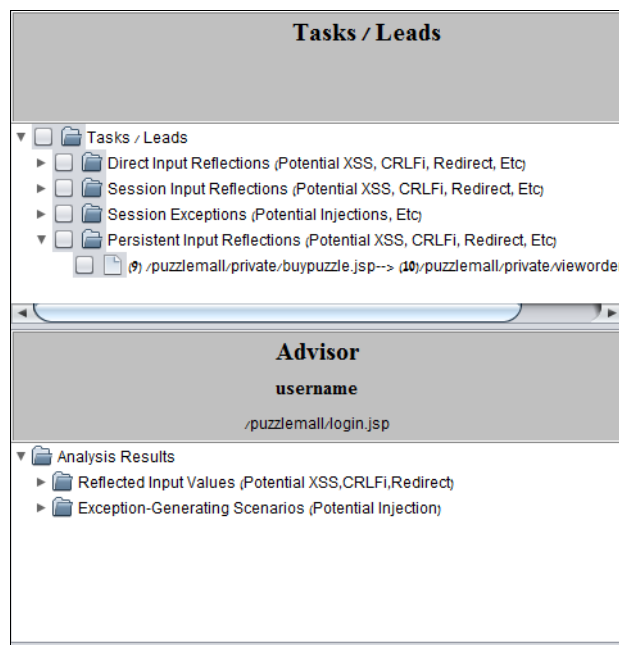 Tasks / Leads
Tasks / Leads
Direct Input Reflections (Potential XSS, CRLFi, Redirect, Etc)
Session Input Reflections (Potential XSS, CRLFi, Redirect, Etc)
Session Exceptions (Potential Injections, Etc)
Persistent Input Reflections (Potential XSS, CRLFi, Redirect, Etc)
(9) /puzzlemall/private/buypuzzle.jsp--> (10)/puzzlemall/private/vieworde
Advisor
username
/puzzlemall/login.jsp
Analysis Results
Reflected Input Values (Potential XSS,CRLFi,Redirect)
Exception-Generating Scenarios (Potential Injection)